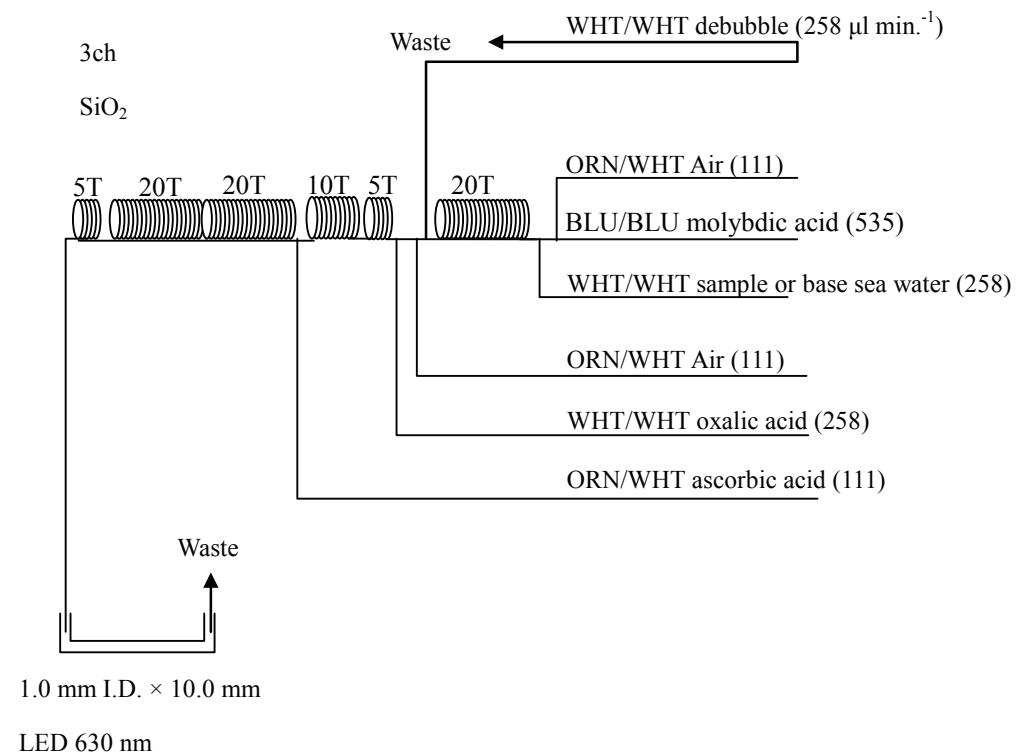 3ch
SiO₂
Waste
WHT/WHT debubble (258 μl min.⁻¹)
5T 20T 20T 10T 5T 20T
ORN/WHT Air (111)
BLU/BLU molybdic acid (535)
WHT/WHT sample or base sea water (258)
ORN/WHT Air (111)
WHT/WHT oxalic acid (258)
ORN/WHT ascorbic acid (111)
Waste
1.0 mm I.D. × 10.0 mm
LED 630 nm